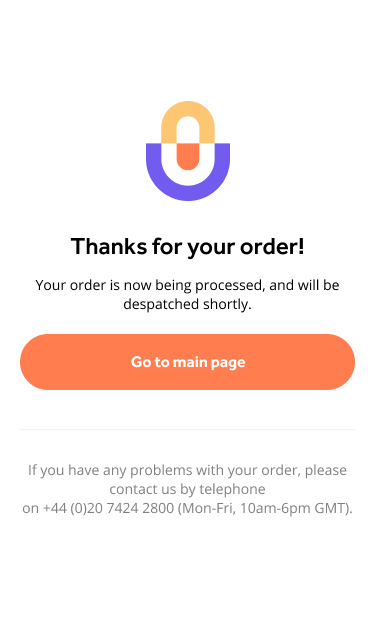 Thanks for your order!
Your order is now being processed, and will be
despatched shortly.
Go to main page
If you have any problems with your order, please
contact us by telephone
on +44 (0)20 7424 2800 (Mon-Fri, 10am-6pm GMT).